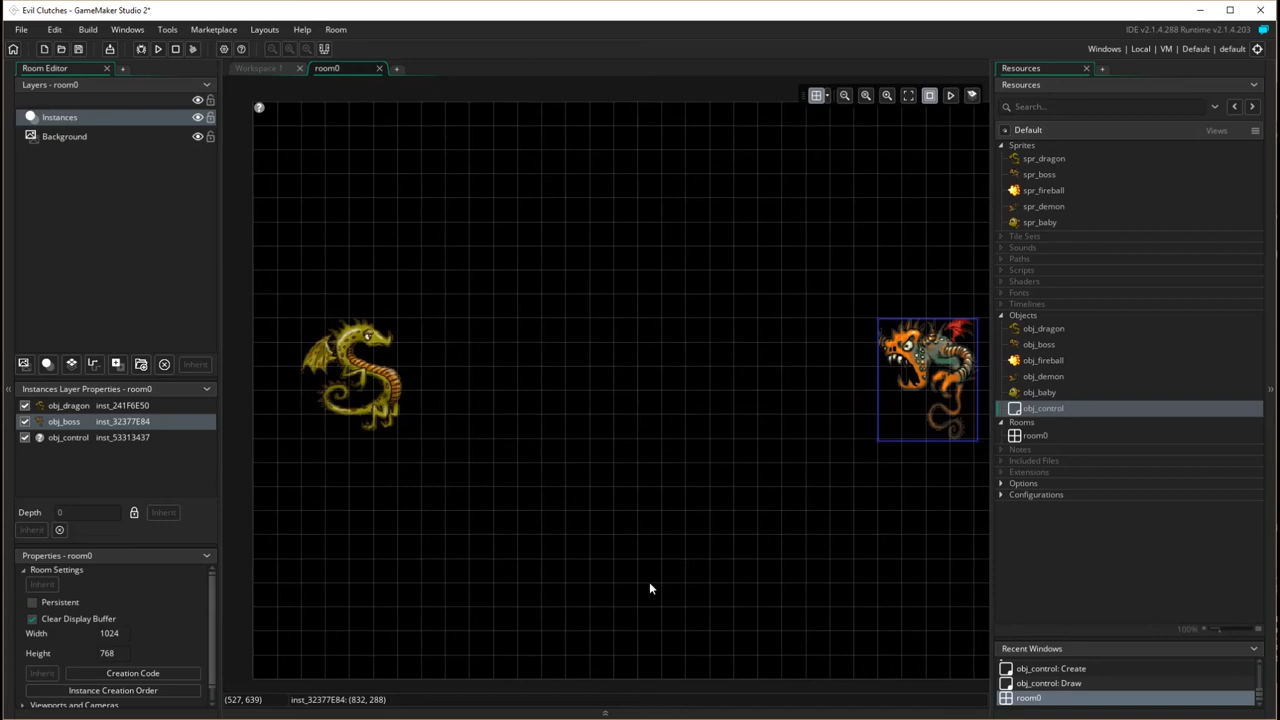 Evil Clutches - GameMaker Studio 2*
File Edit Build Windows Tools Marketplace Layouts Help Room
IDE v2.1.4.288 Runtime v2.1.4.203
Windows | Local | VM | Default | default
Room Editor
Workspace 1
room0
Resources
Layers - room0
Resources
Instances
Background
Search...
Default
Views
Sprites
spr_dragon
spr_boss
spr_fireball
spr_demon
spr_baby
Tile Sets
Sounds
Paths
Scripts
Shaders
Fonts
Timelines
Objects
obj_dragon
obj_boss
obj_fireball
obj_demon
obj_baby
obj_control
Rooms
room0
Notes
Included Files
Extensions
Options
Configurations
Inherit
Instances Layer Properties - room0
obj_dragon inst_241F6E50
obj_boss inst_32377E84
obj_control inst_53313437
Depth 0 Inherit
Inherit
Properties - room0
Room Settings
Inherit
Persistent
Clear Display Buffer
Width 1024
Height 768
Inherit Creation Code
Instance Creation Order
Viewports and Cameras
(527, 639) inst_32377E84: (832, 288)
100%
Recent Windows
obj_control: Create
obj_control: Draw
room0